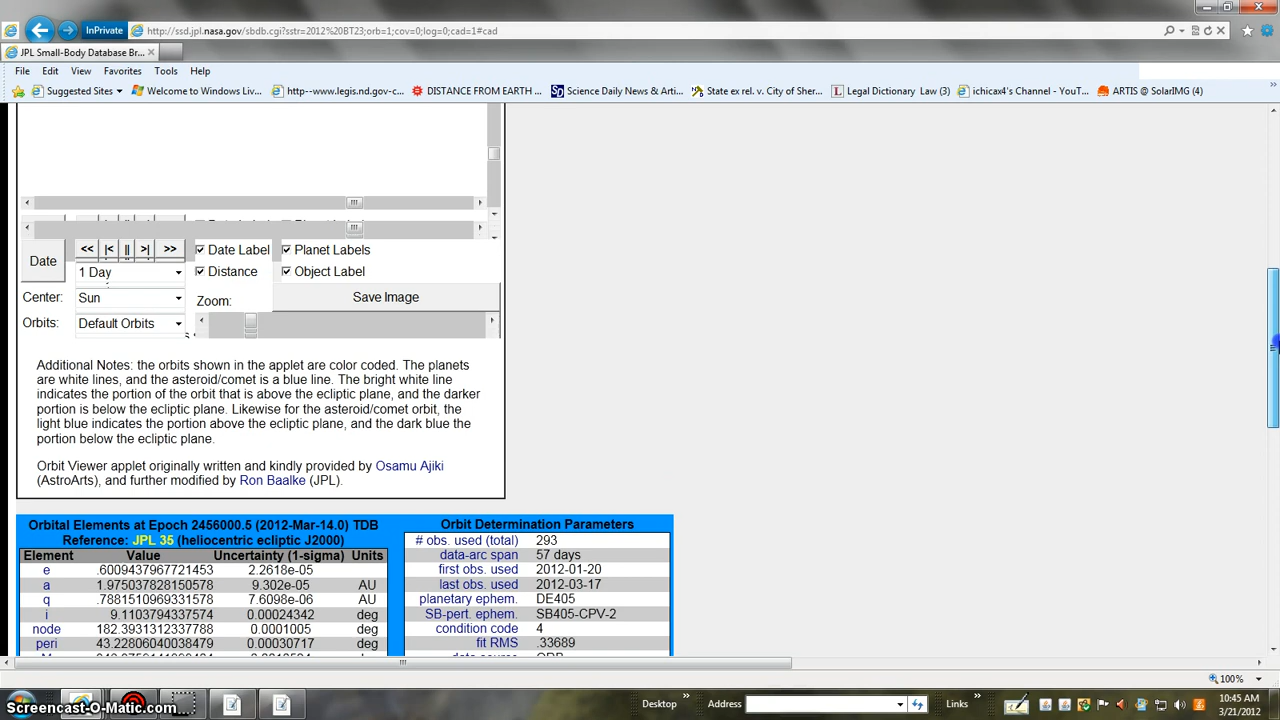 InPrivate
http://ssd.jpl.nasa.gov/sbdb.cgi?sstr=2012%20BT23;orb=1;cov=0;log=0;cad=1#cad
JPL Small-Body Database Br...
File Edit View Favorites Tools Help
Suggested Sites Welcome to Windows Liv... http--www.legis.nd.gov-c... DISTANCE FROM EARTH ... Science Daily News & Arti... State ex rel. v. City of Sher... Legal Dictionary Law (3) ichicax4's Channel - YouT... ARTIS @ SolarIMG (4)
Date << |< || >| >> Date Label Planet Labels
1 Day Distance Object Label
Center: Sun Zoom: Save Image
Orbits: Default Orbits
Additional Notes: the orbits shown in the applet are color coded. The planets
are white lines, and the asteroid/comet is a blue line. The bright white line
indicates the portion of the orbit that is above the ecliptic plane, and the darker
portion is below the ecliptic plane. Likewise for the asteroid/comet orbit, the
light blue indicates the portion above the ecliptic plane, and the dark blue the
portion below the ecliptic plane.
Orbit Viewer applet originally written and kindly provided by Osamu Ajiki
(AstroArts), and further modified by Ron Baalke (JPL).
Orbital Elements at Epoch 2456000.5 (2012-Mar-14.0) TDB
Reference: JPL 35 (heliocentric ecliptic J2000)
Element Value Uncertainty (1-sigma) Units
e .6009437967721453 2.2618e-05
a 1.975037828150578 9.302e-05 AU
q .7881510969331578 7.6098e-06 AU
i 9.1103794337574 0.00024342 deg
node 182.3931312337788 0.0001005 deg
peri 43.22806040038479 0.00030717 deg
Orbit Determination Parameters
# obs. used (total) 293
data-arc span 57 days
first obs. used 2012-01-20
last obs. used 2012-03-17
planetary ephem. DE405
SB-pert. ephem. SB405-CPV-2
condition code 4
fit RMS .33689
100%
Screencast-O-Matic.com
Desktop Address Links
10:45 AM
3/21/2012